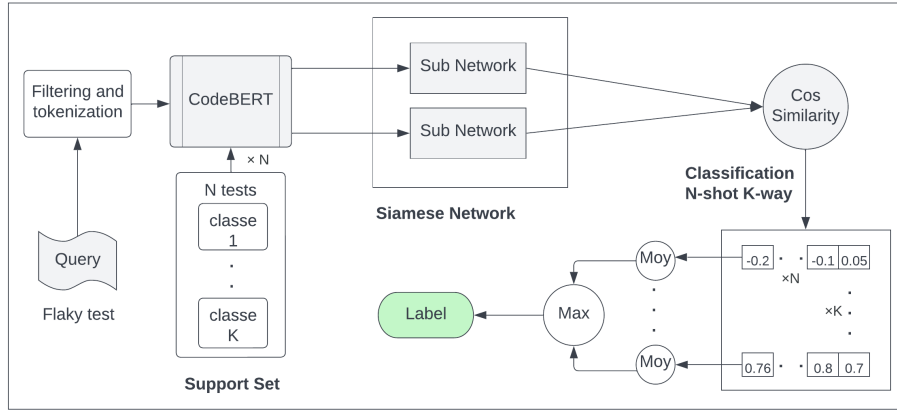 Filtering and
tokenization
CodeBERT
Sub Network
Sub Network
Cos
Similarity
× N
N tests
classe
1
classe
K
Support Set
Query
Flaky test
Siamese Network
Classification
N-shot K-way
-0.2 · · -0.1 0.05
×N
×K
0.76 · · 0.8 0.7
Moy
Moy
Max
Label